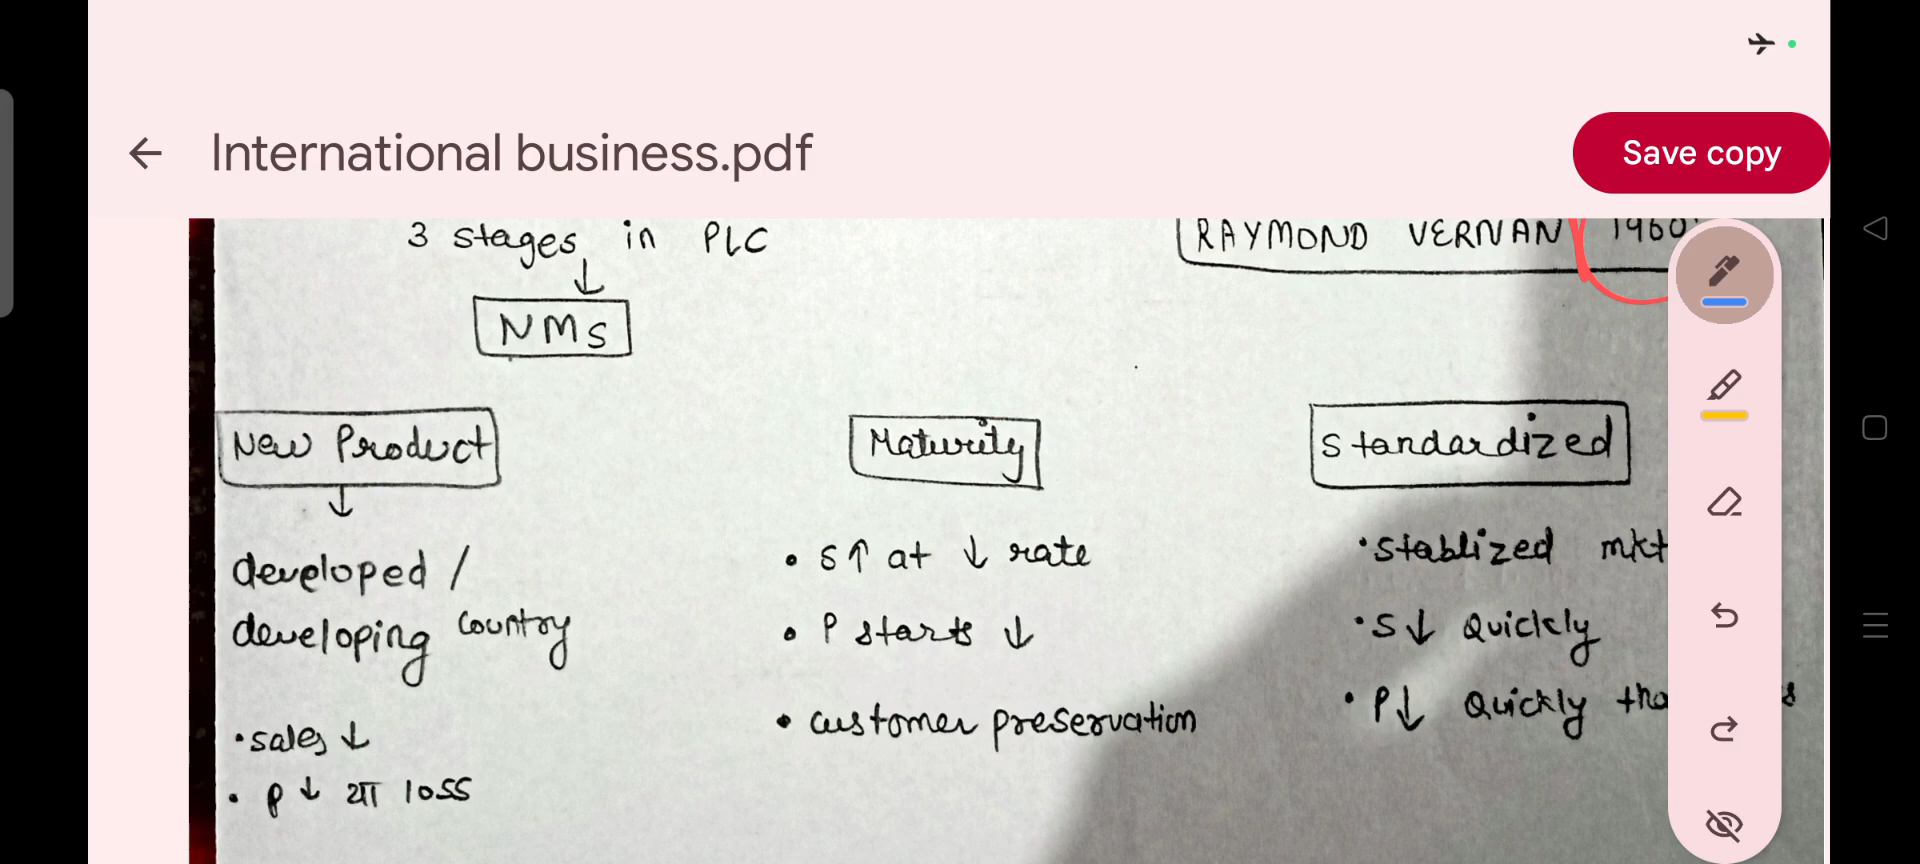 International business.pdf
Save copy
3 stages in PLC
RAYMOND VERNAN 1960
NMS
New Product
developed /
developing country
• sales ↓
• P ↓ या loss
Maturity
• S↑ at ↓ rate
• P starts ↓
• customer preservation
Standardized
• stablized mkt
• S↓ Quickly
• P↓ Quickly